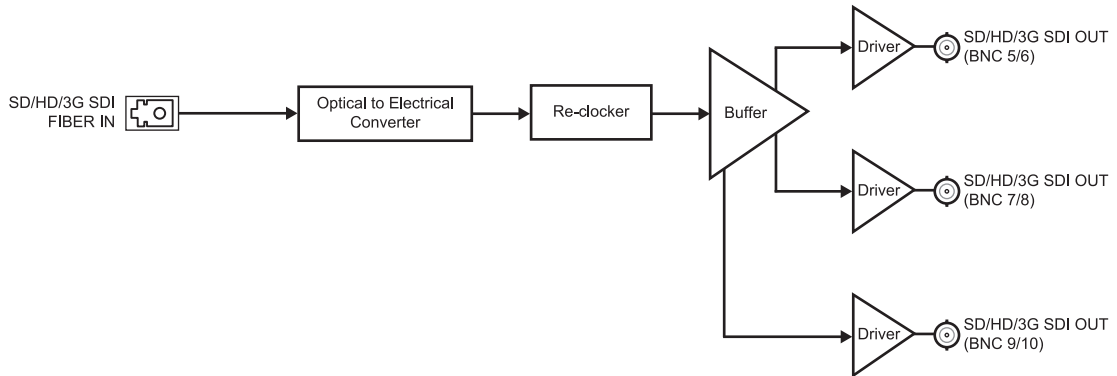 SD/HD/3G SDI
FIBER IN
Optical to Electrical
Converter
Re-clocker
Buffer
Driver
SD/HD/3G SDI OUT
(BNC 5/6)
Driver
SD/HD/3G SDI OUT
(BNC 7/8)
Driver
SD/HD/3G SDI OUT
(BNC 9/10)